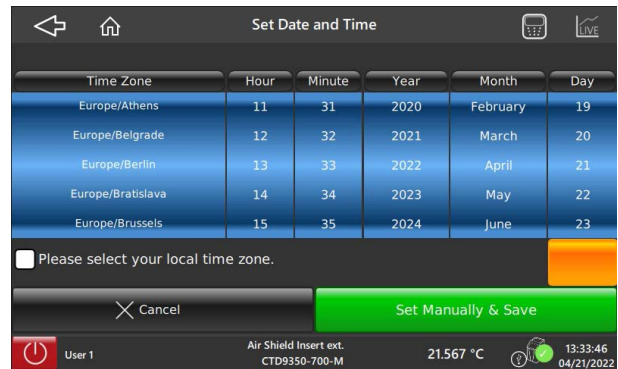 Set Date and Time
LIVE
Time Zone Hour Minute Year Month Day
Europe/Athens 11 31 2020 February 19
Europe/Belgrade 12 32 2021 March 20
Europe/Berlin 13 33 2022 April 21
Europe/Bratislava 14 34 2023 May 22
Europe/Brussels 15 35 2024 June 23
Please select your local time zone.
Cancel Set Manually & Save
User 1 Air Shield Insert ext. 21.567 °C 13:33:46
CTD9350-700-M 04/21/2022